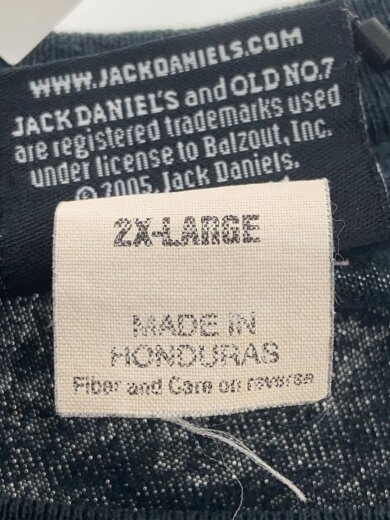 WWW.JACKDANIELS.COM
JACK DANIEL'S and OLD NO.7
are registered trademarks used
under license to Balzout, Inc.
© 2005, Jack Daniels.
2X-LARGE
MADE IN
HONDURAS
Fiber and Care on reverse